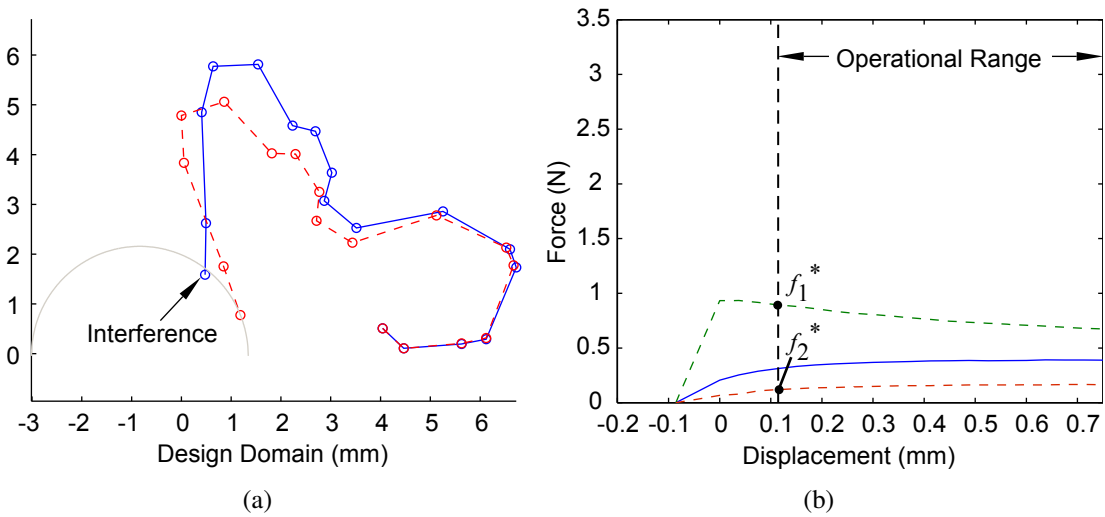 6
5
4
3
2
1
0
Interference
-3 -2 -1 0 1 2 3 4 5 6
Design Domain (mm)
(a)
3.5
3
2.5
2
1.5
1
0.5
0
Force (N)
Operational Range
f1*
f2*
-0.2 -0.1 0 0.1 0.2 0.3 0.4 0.5 0.6 0.7
Displacement (mm)
(b)